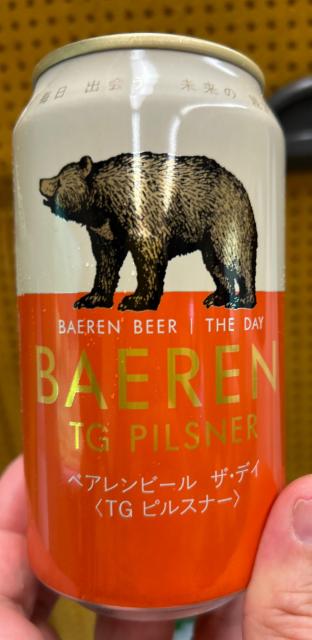 毎日 出会う 未来の
BAEREN BEER | THE DAY
BAEREN
TG PILSNER
ベアレンビール ザ・デイ
〈TG ピルスナー〉